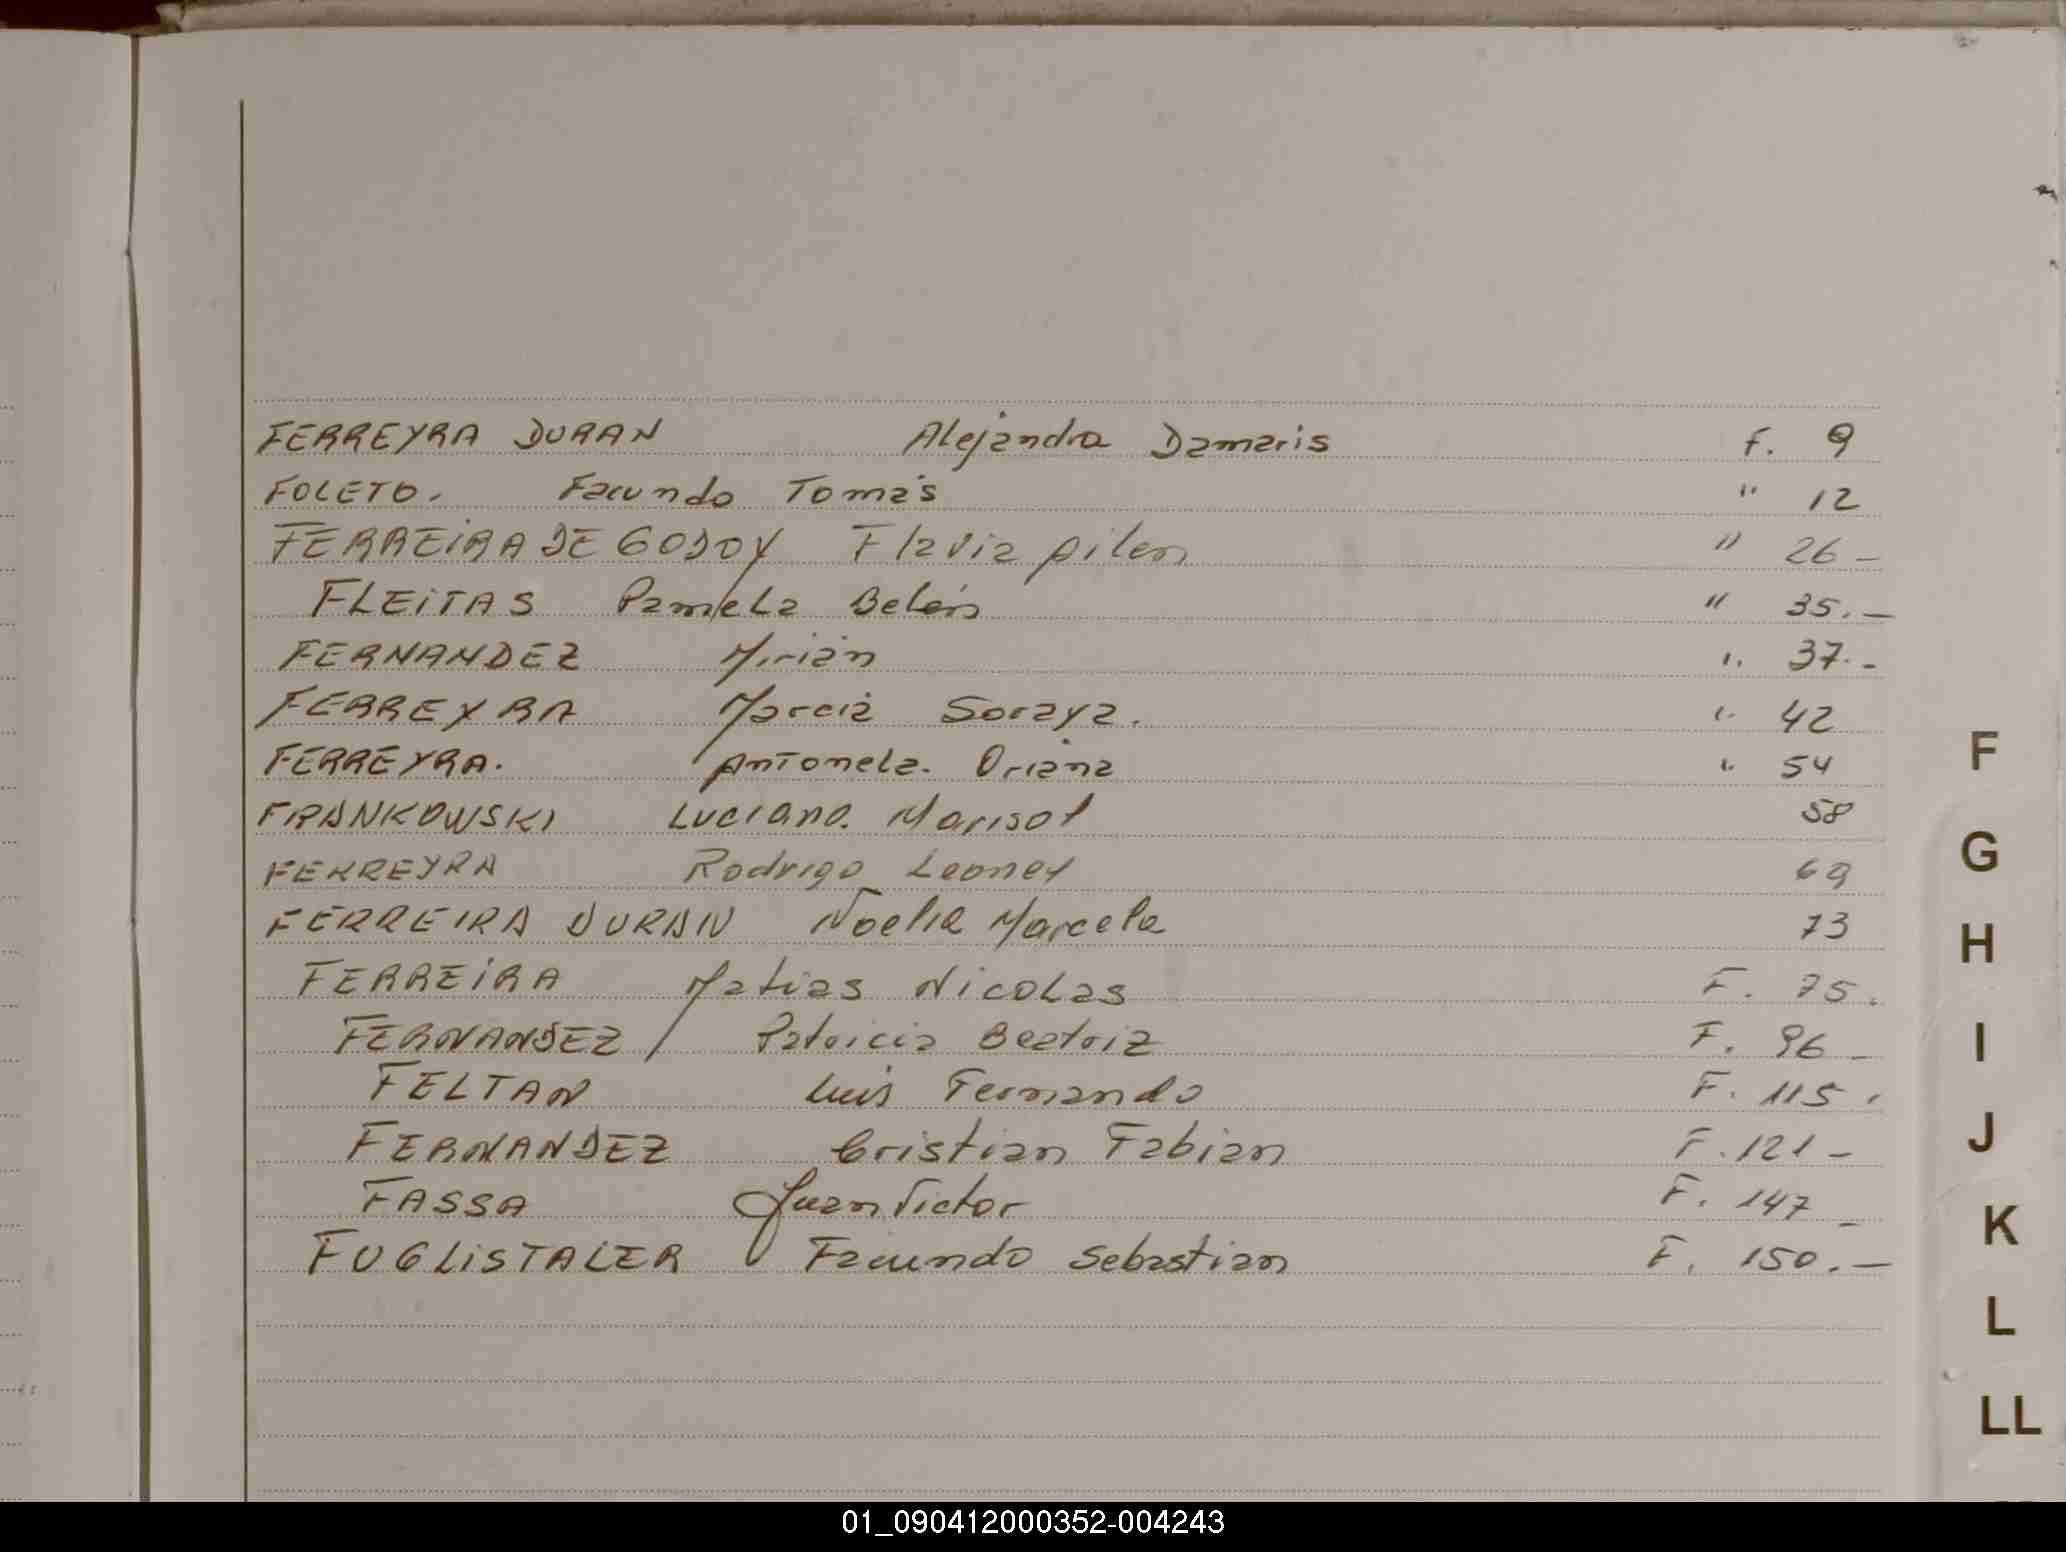 FERREYRA DURAN Alejandra Damaris F. 9
FOLETO. Facundo Tomás " 12
FERREIRA DE GODOY Flavia Ailen " 26 -
FLEITAS Pamela Belén " 35. -
FERNANDEZ Mirian " 37. -
FERREYRA Marcia Soraya. " 42
FERREYRA. Antonela. Oriana " 54
FRANKOWSKI Luciana Marisol 58
FERREYRA Rodrigo Leonel 69
FERREIRA DURAN Noelia Marcela 73
FERREIRA Matias Nicolas F. 75.
FERNANDEZ Patricia Beatriz F. 96 -
FELTAN Luis Fernando F. 115.
FERNANDEZ Cristian Fabian F. 121 -
FASSA Juan Victor F. 147 -
FUGLISTALER Facundo Sebastian F. 150. -
F
G
H
I
J
K
L
LL
01_090412000352-004243